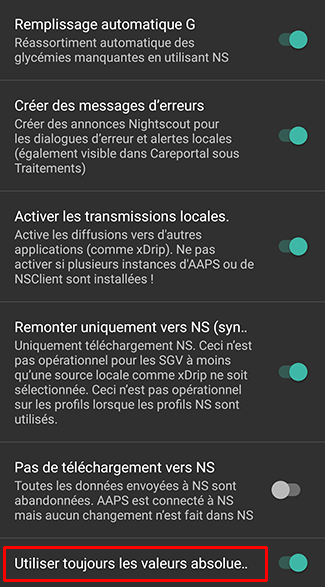 Remplissage automatique G
Réassortiment automatique des
glycémies manquantes en utilisant NS
Créer des messages d'erreurs
Créer des annonces Nightscout pour
les dialogues d'erreur et alertes locales
(également visible dans Careportal sous
Traitements)
Activer les transmissions locales.
Active les diffusions vers d'autres
applications (comme xDrip). Ne pas
activer si plusieurs instances d'AAPS ou de
NSClient sont installées !
Remonter uniquement vers NS (syn..
Uniquement téléchargement NS. Ceci n'est
pas opérationnel pour les SGV à moins
qu'une source locale comme xDrip ne soit
sélectionnée. Ceci n'est pas opérationnel
sur les profils lorsque les profils NS sont
utilisés.
Pas de téléchargement vers NS
Toutes les données envoyées à NS sont
abandonnées. AAPS est connecté à NS
mais aucun changement n'est fait dans NS
Utiliser toujours les valeurs absolue..